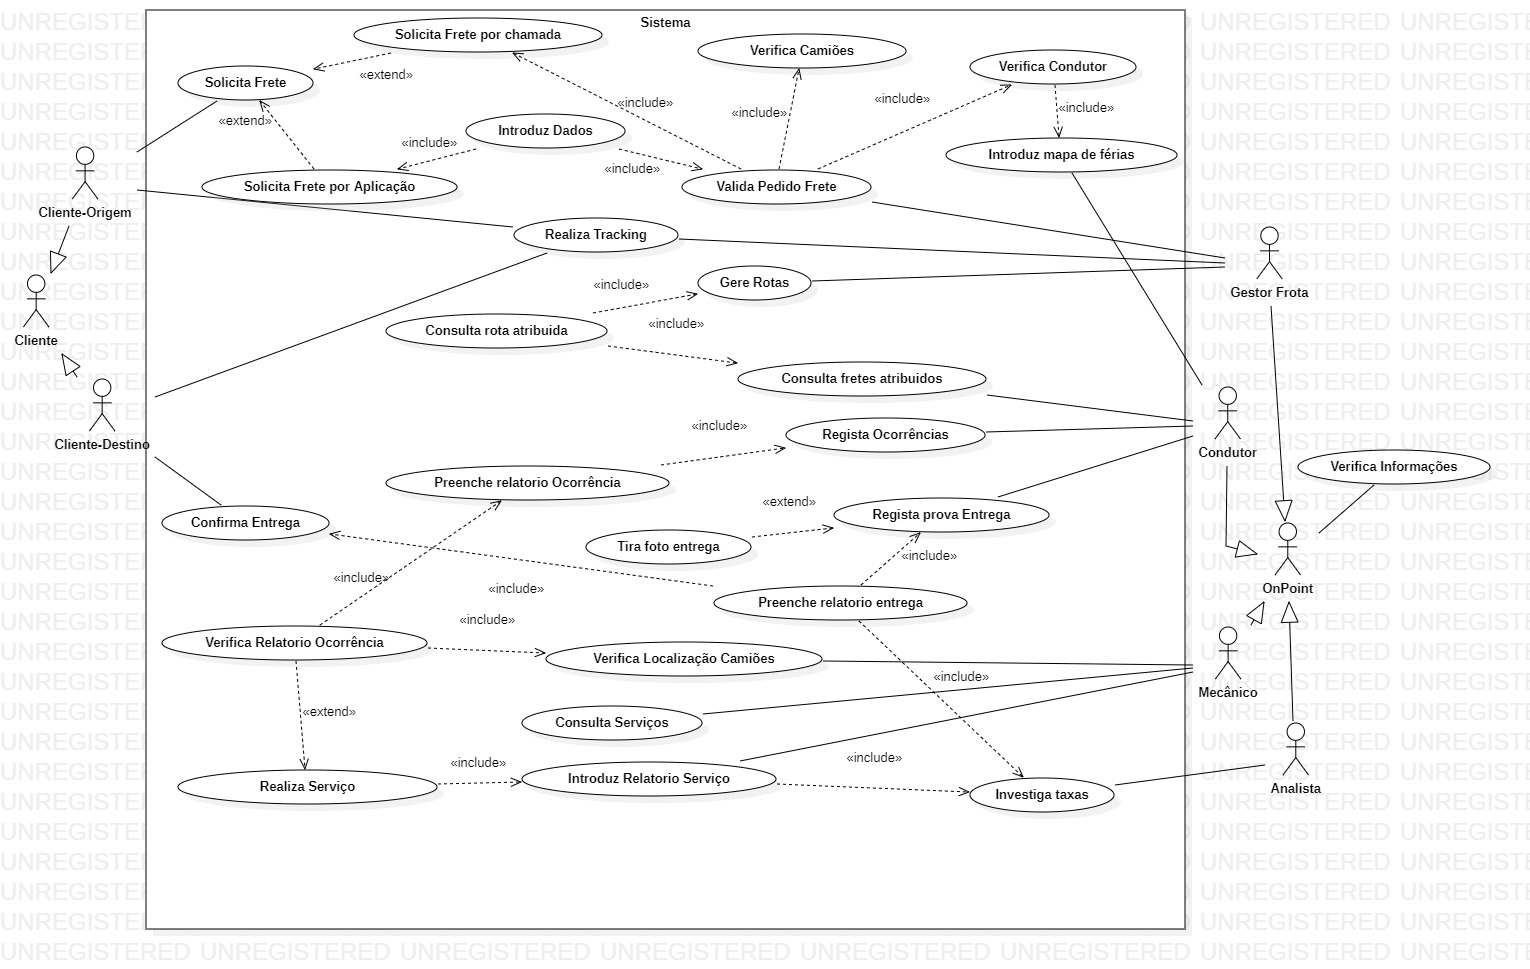 Sistema
Solicita Frete por chamada
Verifica Camiões
Verifica Condutor
Solicita Frete
«extend»
«include»
«include»
«include»
«include»
«extend»
Introduz Dados
«include»
«include»
Introduz mapa de férias
Solicita Frete por Aplicação
Valida Pedido Frete
Cliente-Origem
Realiza Tracking
Gere Rotas
«include»
Gestor Frota
Consulta rota atribuida
«include»
Cliente
Consulta fretes atribuidos
«include»
Regista Ocorrências
Cliente-Destino
Condutor
Verifica Informações
Preenche relatorio Ocorrência
«extend»
Regista prova Entrega
Confirma Entrega
Tira foto entrega
«include»
«include»
«include»
OnPoint
Preenche relatorio entrega
«include»
Verifica Relatorio Ocorrência
Verifica Localização Camiões
«include»
Mecânico
«extend»
Consulta Serviços
«include»
«include»
Realiza Serviço
Introduz Relatorio Serviço
Investiga taxas
Analista
UNREGISTERED UNREGISTERED UNREGISTERED UNREGISTERED UNREGISTERED UNREGISTERED UNREGISTERED UNREGISTERED